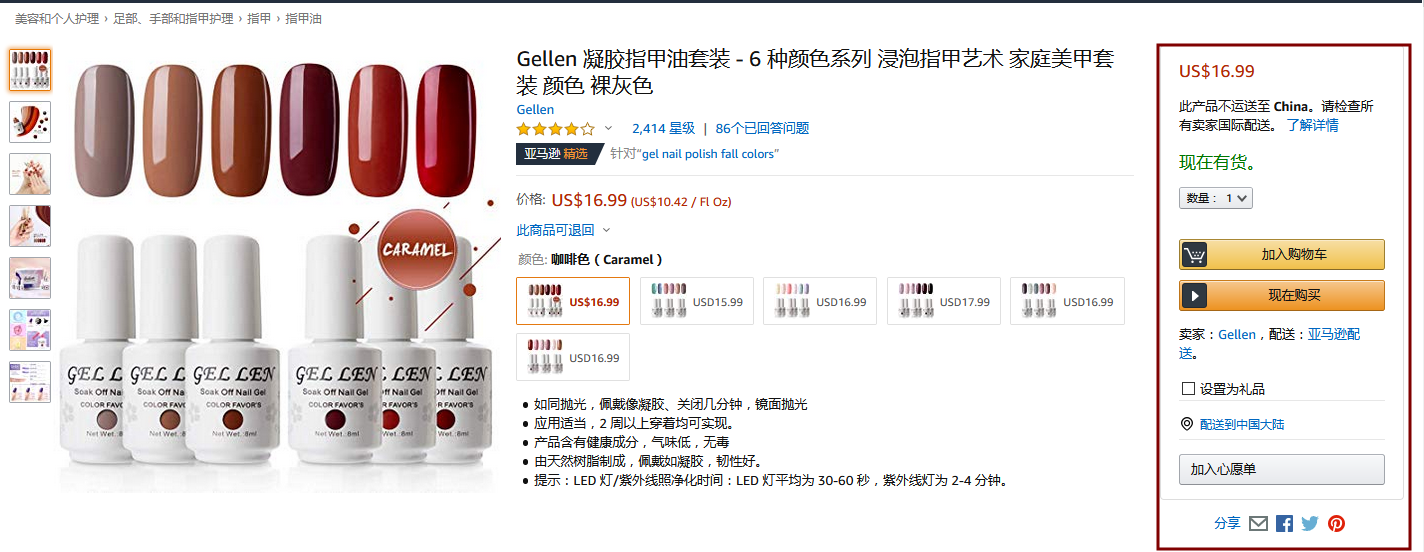 美容和个人护理 › 足部、手部和指甲护理 › 指甲 › 指甲油
CARAMEL
GEL LEN GEL LEN GEL LEN
Soak Off Nail Gel Soak Off Nail Gel
COLOR FAVOR'S COLOR FAVOR'S
Net Wet.:8ml Net Wet.:8ml
Gellen 凝胶指甲油套装 - 6 种颜色系列 浸泡指甲艺术 家庭美甲套
装 颜色 裸灰色
Gellen
2,414 星级 | 86个已回答问题
亚马逊 精选 针对“gel nail polish fall colors”
价格: US$16.99 (US$10.42 / Fl Oz)
此商品可退回
颜色: 咖啡色 ( Caramel )
US$16.99 USD15.99 USD16.99 USD17.99 USD16.99
USD16.99
• 如同抛光，佩戴像凝胶、关闭几分钟，镜面抛光
• 应用适当，2 周以上穿着均可实现。
• 产品含有健康成分，气味低，无毒
• 由天然树脂制成，佩戴如凝胶，韧性好。
• 提示：LED 灯/紫外线照净化时间：LED 灯平均为 30-60 秒，紫外线灯为 2-4 分钟。
US$16.99
此产品不运送至 China。请检查所
有卖家国际配送。 了解详情
现在有货。
数量： 1
加入购物车
现在购买
卖家：Gellen，配送：亚马逊配
送。
设置为礼品
配送到中国大陆
加入心愿单
分享